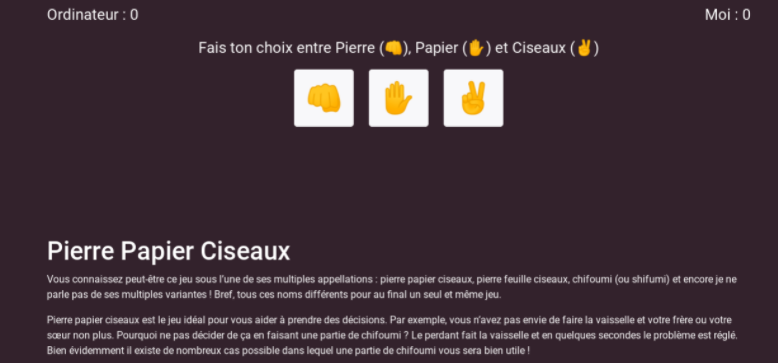 Ordinateur : 0
Moi : 0
Fais ton choix entre Pierre (👊), Papier (✋) et Ciseaux (✌️)
Pierre Papier Ciseaux
Vous connaissez peut-être ce jeu sous l'une de ses multiples appellations : pierre papier ciseaux, pierre feuille ciseaux, chifoumi (ou shifumi) et encore je ne
parle pas de ses multiples variantes ! Bref, tous ces noms différents pour au final un seul et même jeu.
Pierre papier ciseaux est le jeu idéal pour vous aider à prendre des décisions. Par exemple, vous n'avez pas envie de faire la vaisselle et votre frère ou votre
sœur non plus. Pourquoi ne pas décider de ça en faisant une partie de chifoumi ? Le perdant fait la vaisselle et en quelques secondes le problème est réglé.
Bien évidemment il existe de nombreux cas possible dans lequel une partie de chifoumi vous sera bien utile !